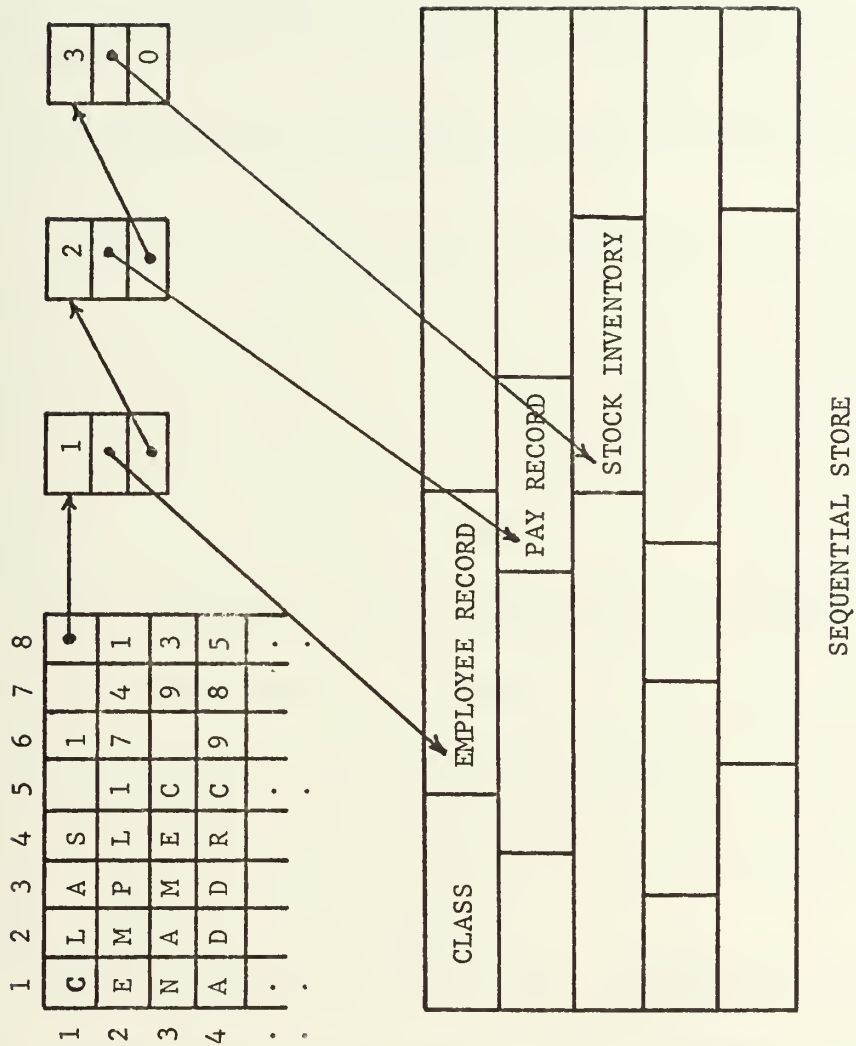 1 2 3 4 5 6 7 8
1 C L A S 1 1 2 3
2 E M P L 1 7 4 1
3 N A M E C 9 3 0
4 A D D R C 9 8 5
CLASS EMPLOYEE RECORD
PAY RECORD
STOCK INVENTORY
SEQUENTIAL STORE